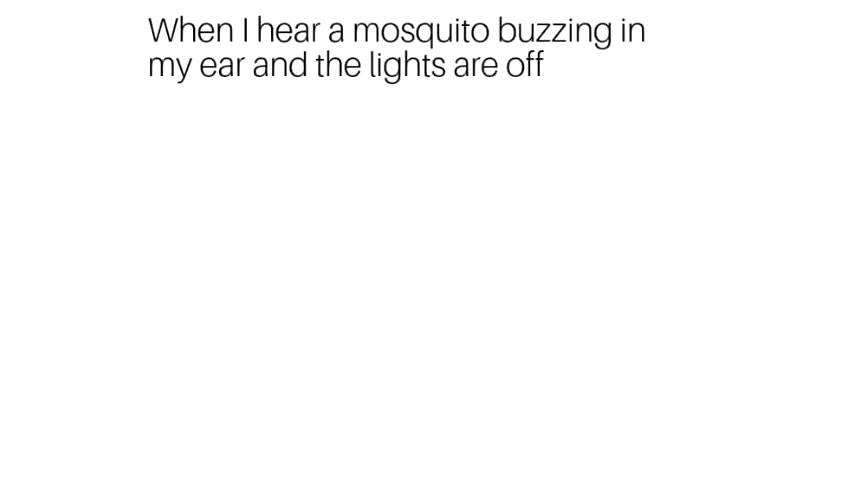 When I hear a mosquito buzzing in
my ear and the lights are off